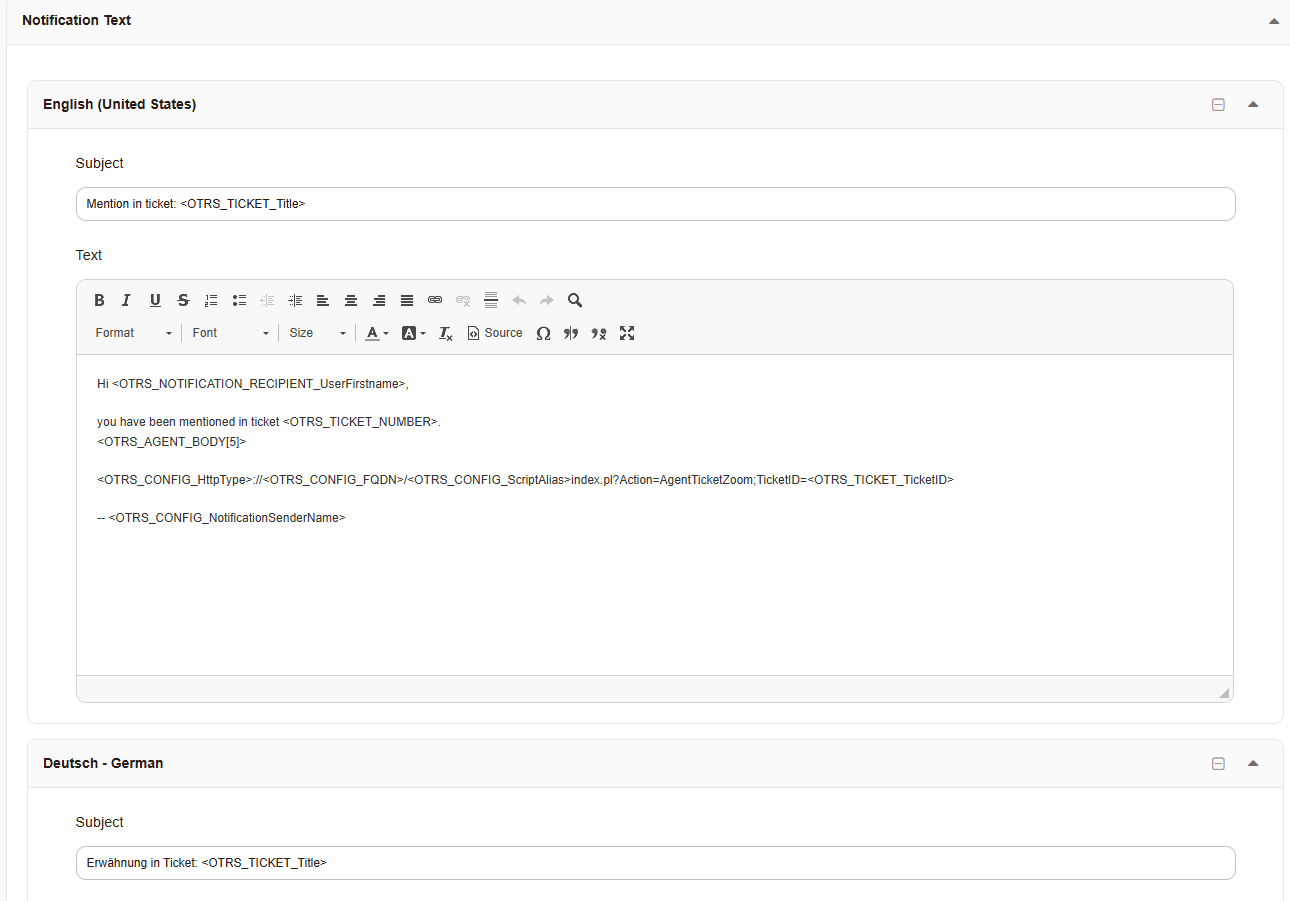 Notification Text
English (United States)
Subject
Mention in ticket: <OTRS_TICKET_Title>
Text
Format Font Size A A Source
Hi <OTRS_NOTIFICATION_RECIPIENT_UserFirstname>,
you have been mentioned in ticket <OTRS_TICKET_NUMBER>.
<OTRS_AGENT_BODY[5]>
<OTRS_CONFIG_HttpType>://<OTRS_CONFIG_FQDN>/<OTRS_CONFIG_ScriptAlias>index.pl?Action=AgentTicketZoom;TicketID=<OTRS_TICKET_TicketID>
-- <OTRS_CONFIG_NotificationSenderName>
Deutsch - German
Subject
Erwähnung in Ticket: <OTRS_TICKET_Title>